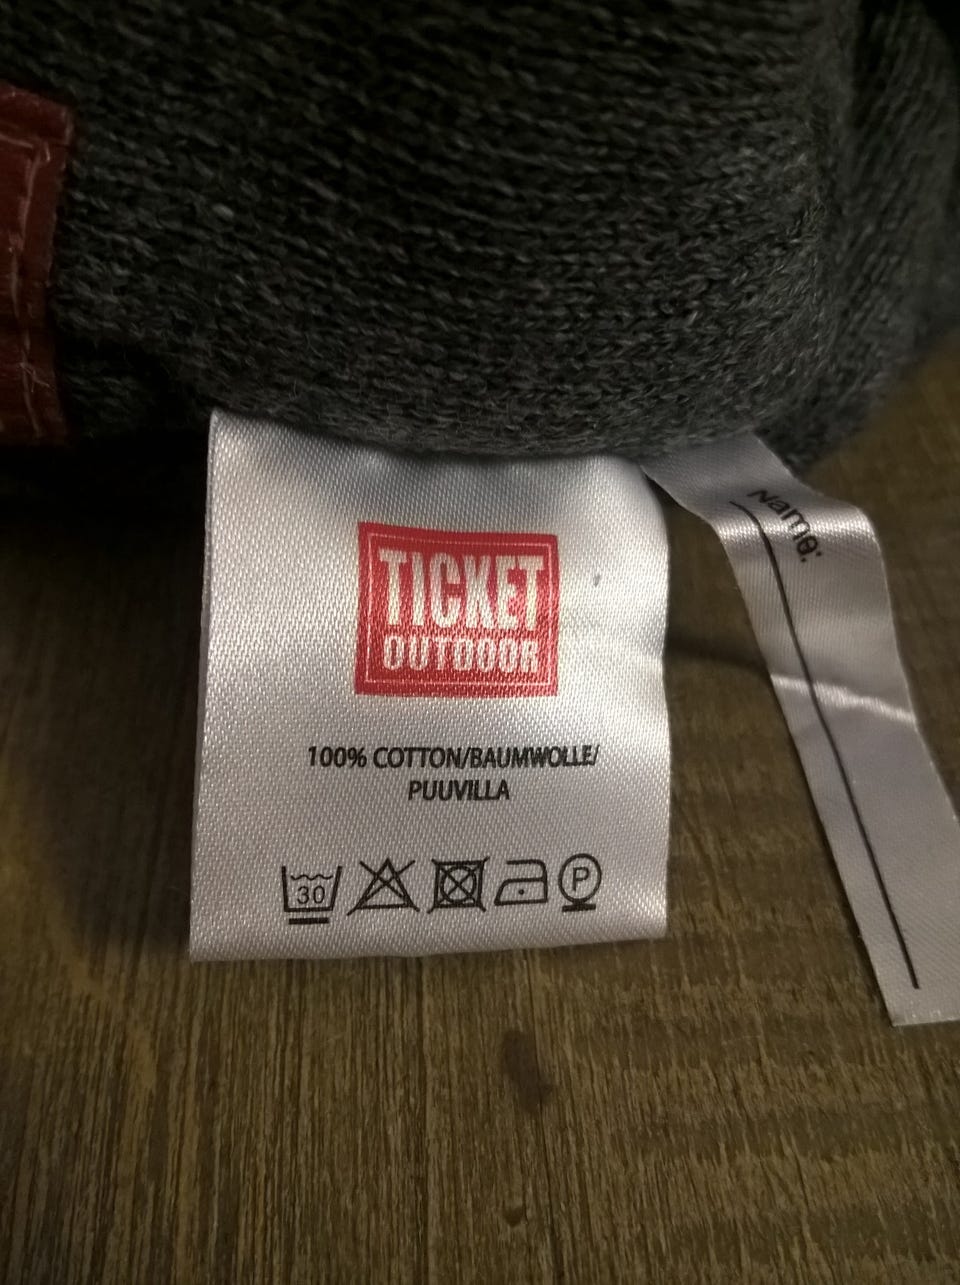 TICKET
OUTDOOR
100% COTTON/BAUMWOLLE/
PUUVILLA
30
P
Name: